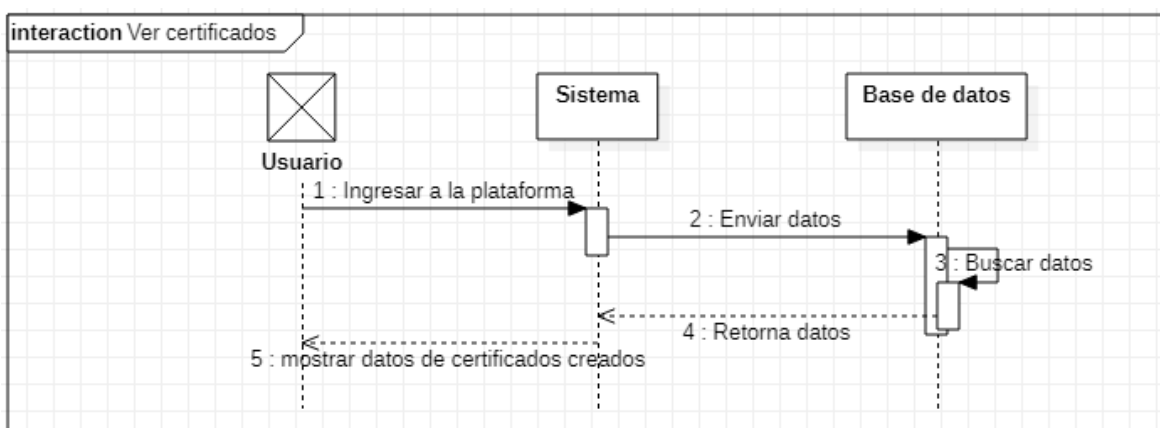 interaction Ver certificados
Sistema
Base de datos
Usuario
1 : Ingresar a la plataforma
2 : Enviar datos
3 : Buscar datos
4 : Retorna datos
5 : mostrar datos de certificados creados